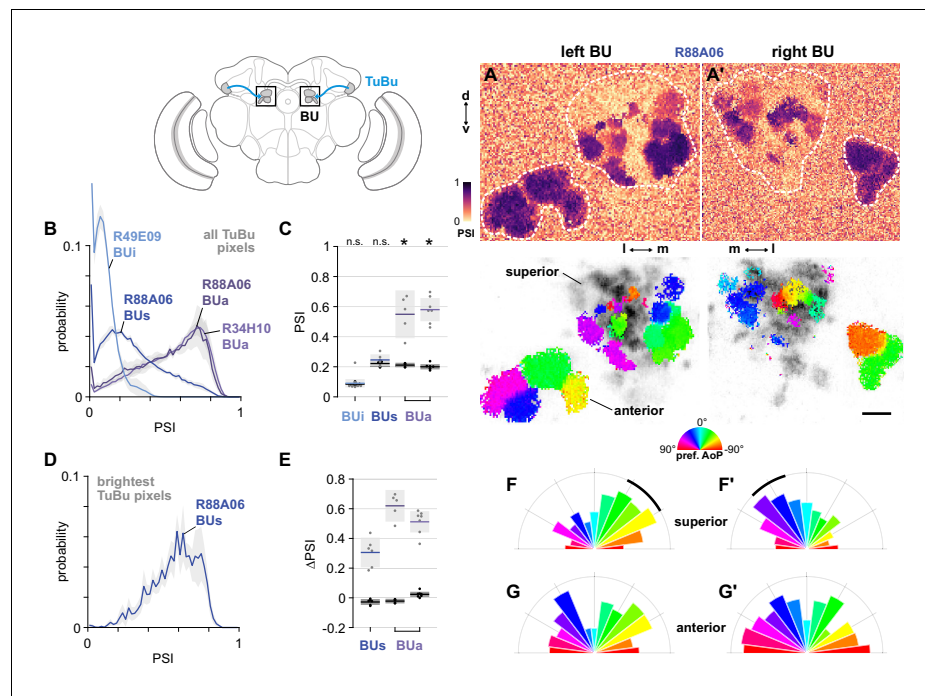 left BU R88A06 right BU
TuBu
BU
A
A'
d
v
1
0
PSI
l m
m l
superior
anterior
0°
90° -90°
pref. AoP
B
0.1
probability
R49E09
BUi
all TuBu
pixels
R88A06
BUs
R88A06
BUa
R34H10
BUa
0
0 1
PSI
C
n.s. n.s. * *
1
0.8
0.6
0.4
0.2
0
PSI
BUi BUs BUa
D
0.1
probability
brightest
TuBu pixels
R88A06
BUs
0
0 1
PSI
E
0.8
0.6
0.4
0.2
0
-0.2
ΔPSI
BUs BUa
F
superior
F'
G
anterior
G'